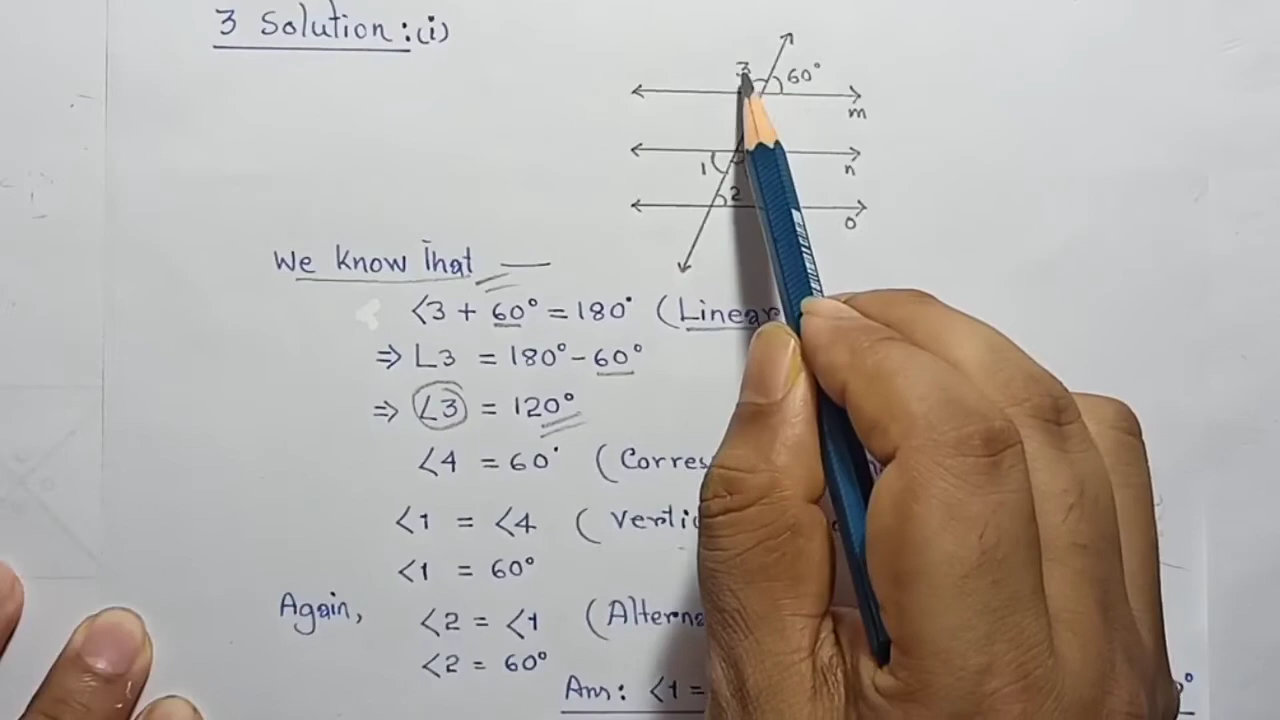 3 Solution:(i)
3 60°
m
1 n
2
o
We know that —
<3 + 60° = 180° (Linear
⇒ ∠3 = 180° - 60°
⇒ ∠3 = 120°
<4 = 60° (Corres
<1 = <4 (Vertic
<1 = 60°
Again, <2 = <1 (Alterna
<2 = 60°
Ans: <1 =